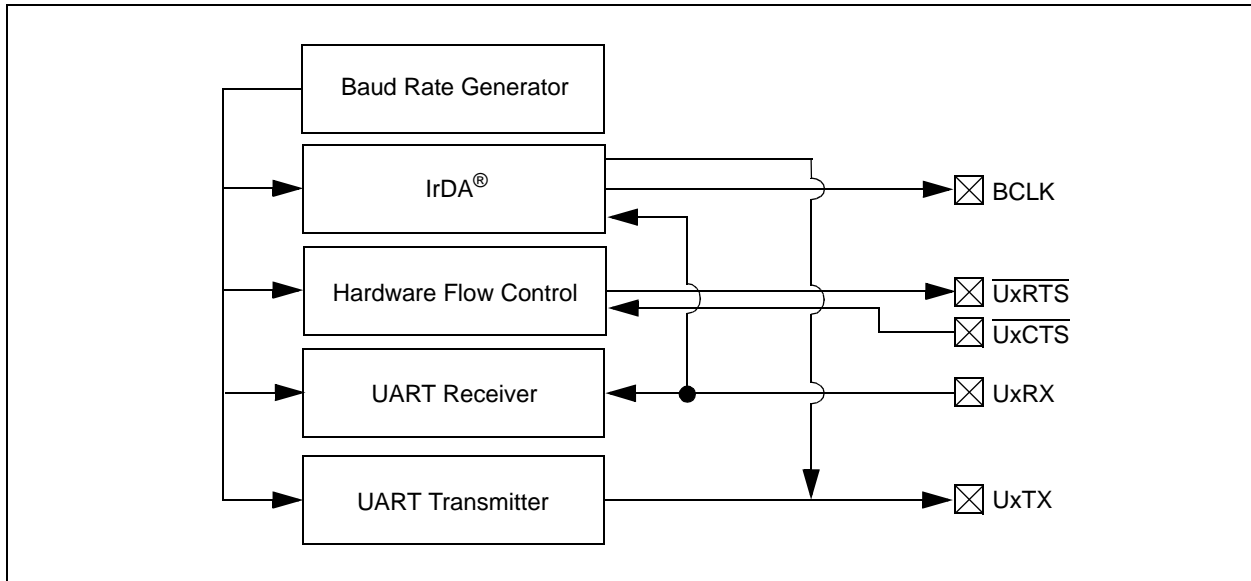 Baud Rate Generator
IrDA®
BCLK
Hardware Flow Control
UxRTS
UxCTS
UART Receiver
UxRX
UART Transmitter
UxTX